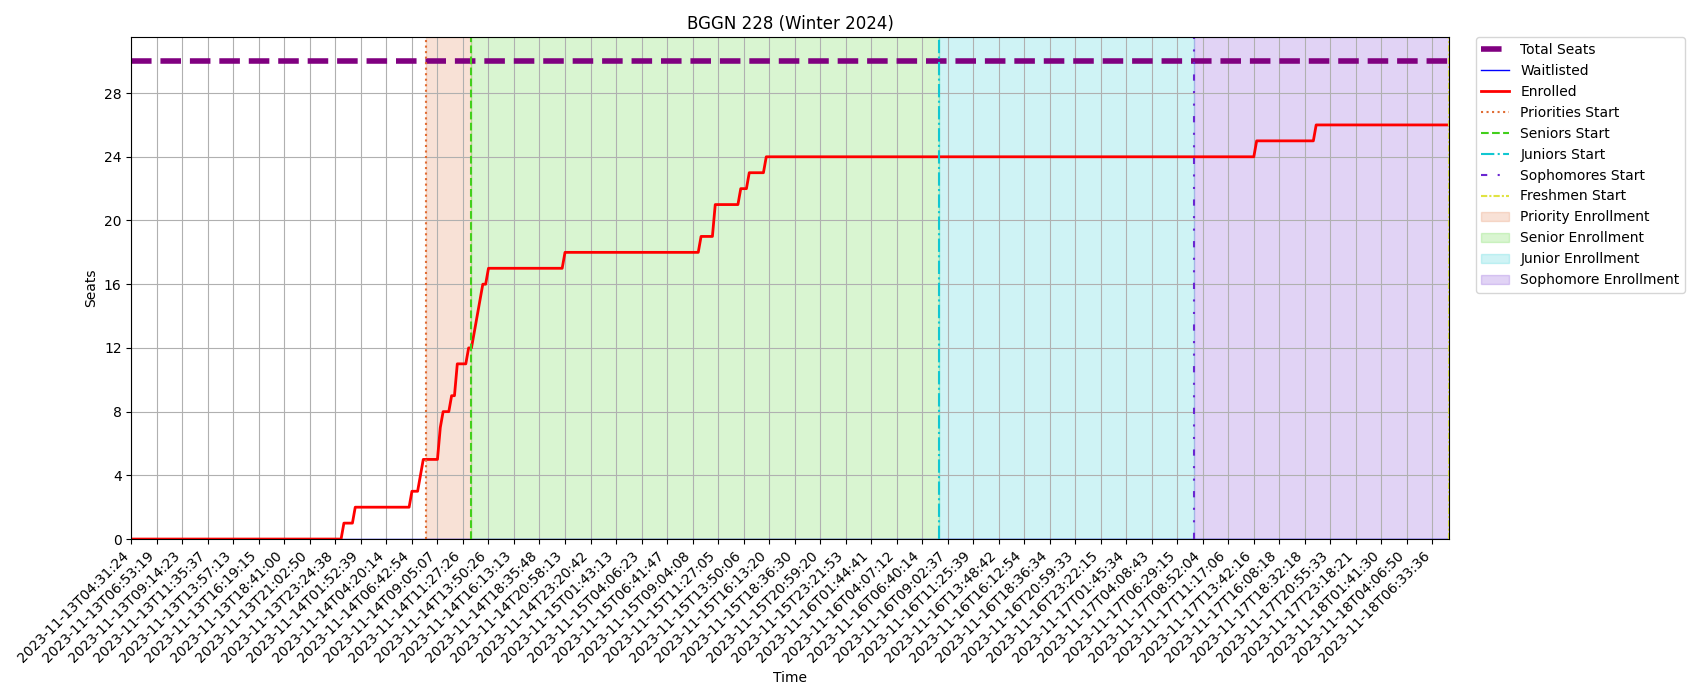 BGGN 228 (Winter 2024)
Seats
28
24
20
16
12
8
4
0
2023-11-13T04:31:24
2023-11-13T06:53:19
2023-11-13T09:14:23
2023-11-13T11:35:37
2023-11-13T13:57:13
2023-11-13T16:19:15
2023-11-13T18:41:00
2023-11-13T21:02:50
2023-11-13T23:24:38
2023-11-14T01:52:39
2023-11-14T04:20:14
2023-11-14T06:42:54
2023-11-14T09:05:07
2023-11-14T11:27:26
2023-11-14T13:50:26
2023-11-14T16:13:13
2023-11-14T18:35:48
2023-11-14T20:58:13
2023-11-14T23:20:42
2023-11-15T01:43:13
2023-11-15T04:06:23
2023-11-15T06:41:47
2023-11-15T09:04:08
2023-11-15T11:27:05
2023-11-15T13:50:06
2023-11-15T16:13:20
2023-11-15T18:36:30
2023-11-15T20:59:20
2023-11-15T23:21:53
2023-11-16T01:44:41
2023-11-16T04:07:12
2023-11-16T06:40:14
2023-11-16T09:02:37
2023-11-16T11:25:39
2023-11-16T13:48:42
2023-11-16T16:12:54
2023-11-16T18:36:34
2023-11-16T20:59:33
2023-11-16T23:22:15
2023-11-17T01:45:34
2023-11-17T04:08:43
2023-11-17T06:29:15
2023-11-17T08:52:04
2023-11-17T11:17:06
2023-11-17T13:42:16
2023-11-17T16:08:18
2023-11-17T18:32:18
2023-11-17T20:55:33
2023-11-17T23:18:21
2023-11-18T01:41:30
2023-11-18T04:06:50
2023-11-18T06:33:36
Time
Total Seats
Waitlisted
Enrolled
Priorities Start
Seniors Start
Juniors Start
Sophomores Start
Freshmen Start
Priority Enrollment
Senior Enrollment
Junior Enrollment
Sophomore Enrollment